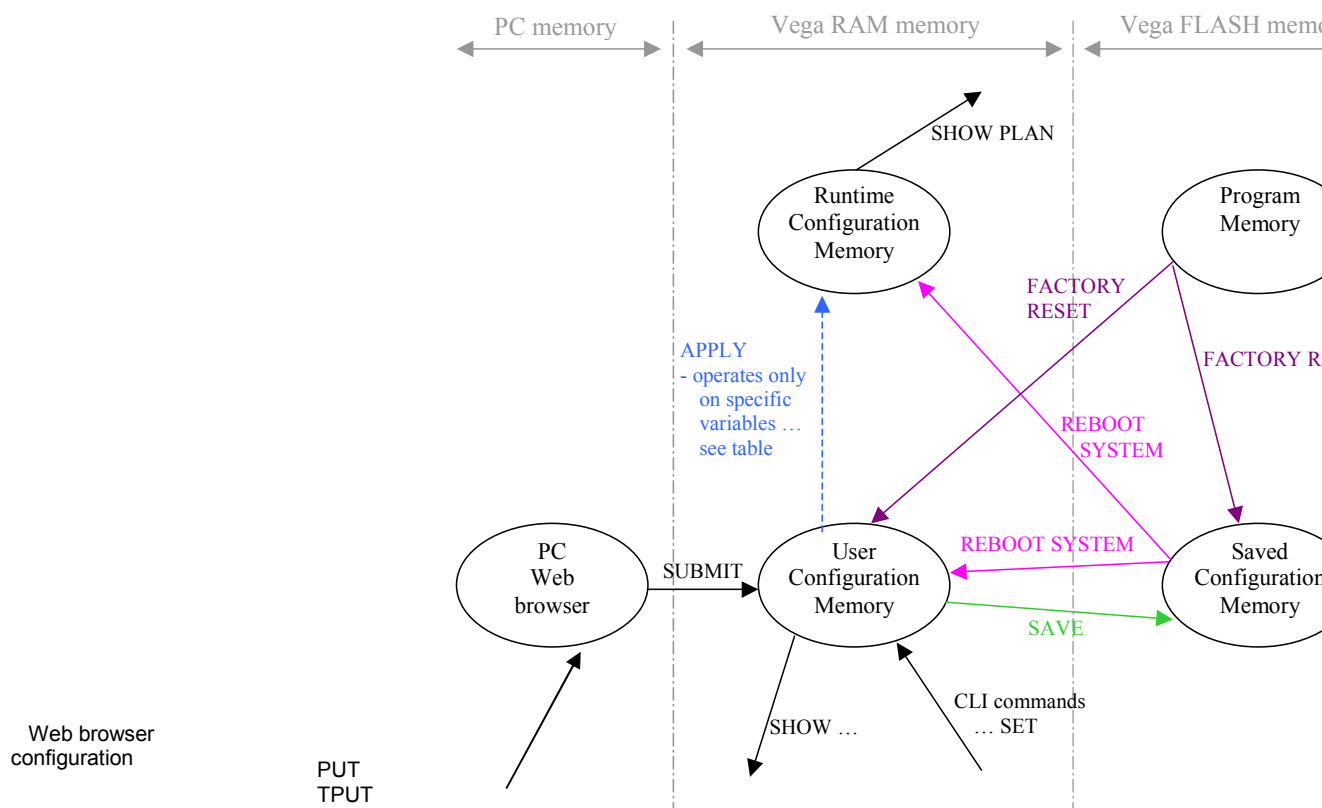 PC memory
Vega RAM memory
Vega FLASH memo
SHOW PLAN
Runtime
Configuration
Memory
Program
Memory
FACTORY
RESET
APPLY
- operates only
on specific
variables …
see table
FACTORY R
REBOOT
SYSTEM
PC
Web
browser
SUBMIT
User
Configuration
Memory
REBOOT SYSTEM
SAVE
Saved
Configuration
Memory
SHOW …
CLI commands
… SET
Web browser
configuration
PUT
TPUT